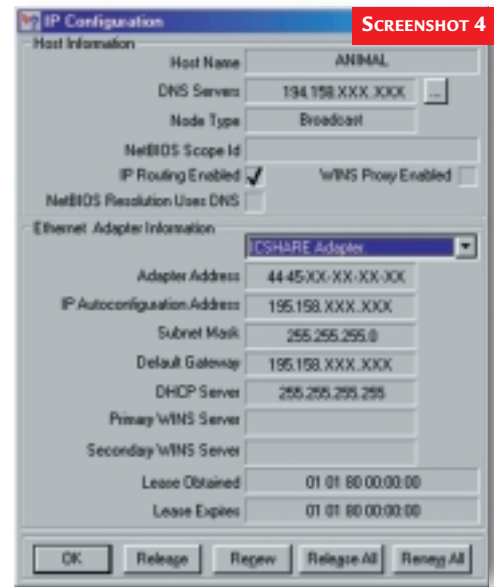 IP Configuration
SCREENSHOT 4
Host Information
Host Name ANIMAL
DNS Servers 194.158.XXX.XXX ...
Node Type Broadcast
NetBIOS Scope Id
IP Routing Enabled WINS Proxy Enabled
NetBIOS Resolution Uses DNS
Ethernet Adapter Information
ICSHARE Adapter.
Adapter Address 44-45-XX-XX-XX-XX
IP Autoconfiguration Address 195.158.XXX.XXX
Subnet Mask 255.255.255.0
Default Gateway 195.158.XXX.XXX
DHCP Server 255.255.255.255
Primary WINS Server
Secondary WINS Server
Lease Obtained 01 01 80 00:00:00
Lease Expires 01 01 80 00:00:00
OK Release Renew Release All Renew All